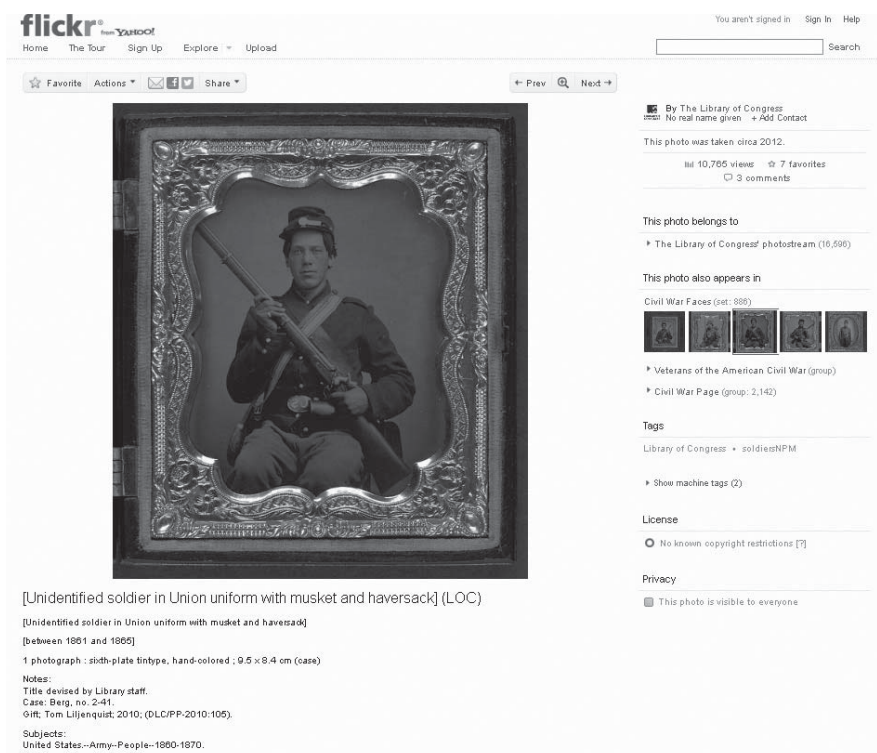 flickr® from YAHOO!
You aren't signed in Sign In Help
Home The Tour Sign Up Explore Upload
Search
Favorite Actions Share
← Prev Next →
By The Library of Congress
No real name given + Add Contact
This photo was taken circa 2012.
10,765 views 7 favorites
3 comments
This photo belongs to
The Library of Congress' photostream (16,596)
This photo also appears in
Civil War Faces (set: 886)
Veterans of the American Civil War (group)
Civil War Page (group: 2,142)
Tags
Library of Congress • soldiersNPM
Show machine tags (2)
License
No known copyright restrictions [?]
Privacy
This photo is visible to everyone
[Unidentified soldier in Union uniform with musket and haversack] (LOC)
[Unidentified soldier in Union uniform with musket and haversack]
[between 1861 and 1865]
1 photograph : sixth-plate tintype, hand-colored ; 9.5 x 8.4 cm (case)
Notes:
Title devised by Library staff.
Case: Berg, no. 2-41.
Gift; Tom Liljenquist; 2010; (DLC/PP-2010:105).
Subjects:
United States.--Army--People--1860-1870.